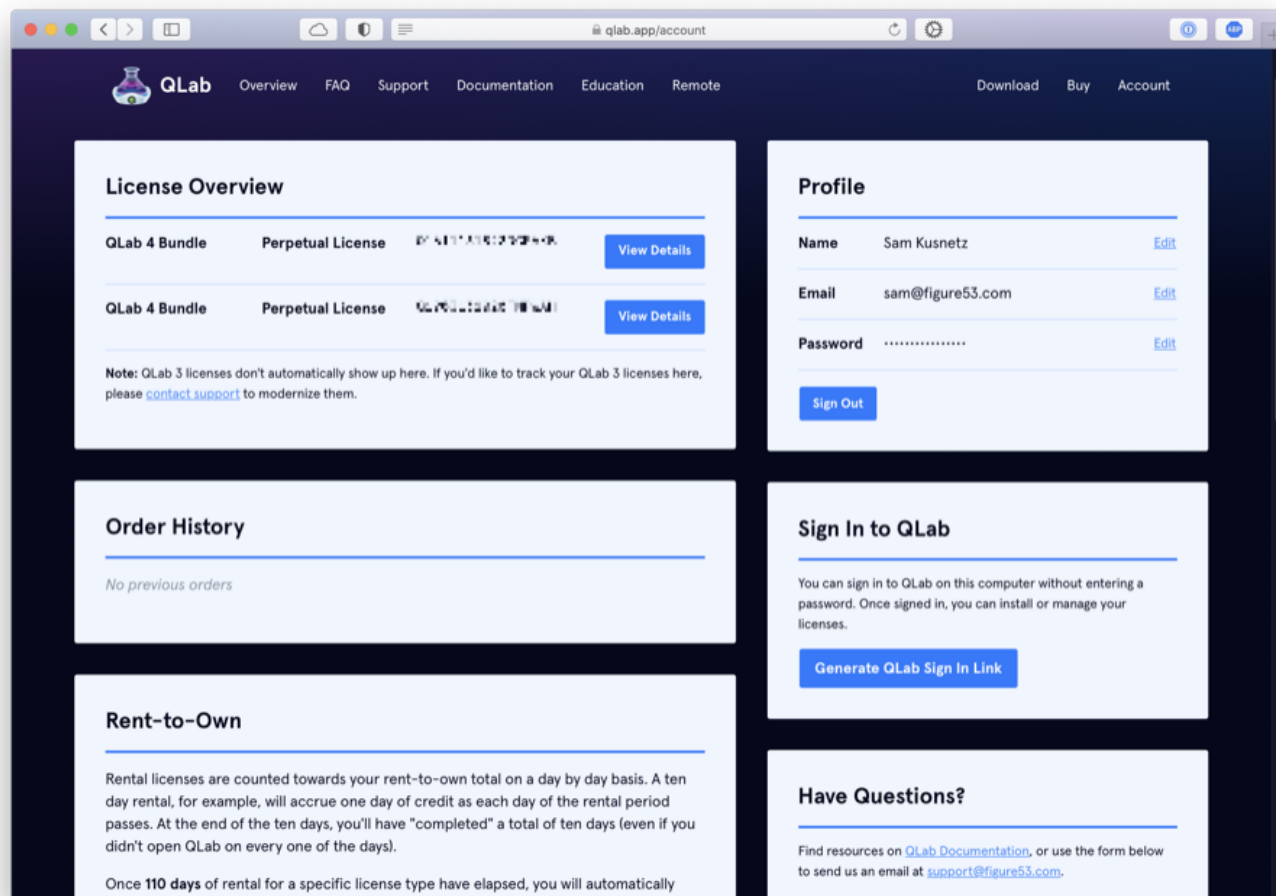 qlab.app/account
QLab
Overview
FAQ
Support
Documentation
Education
Remote
Download
Buy
Account
License Overview
QLab 4 Bundle
Perpetual License
View Details
QLab 4 Bundle
Perpetual License
View Details
Note: QLab 3 licenses don't automatically show up here. If you'd like to track your QLab 3 licenses here,
please contact support to modernize them.
Order History
No previous orders
Rent-to-Own
Rental licenses are counted towards your rent-to-own total on a day by day basis. A ten
day rental, for example, will accrue one day of credit as each day of the rental period
passes. At the end of the ten days, you'll have "completed" a total of ten days (even if you
didn't open QLab on every one of the days).
Once 110 days of rental for a specific license type have elapsed, you will automatically
Profile
Name
Sam Kusnetz
Edit
Email
sam@figure53.com
Edit
Password
••••••••••••••••
Edit
Sign Out
Sign In to QLab
You can sign in to QLab on this computer without entering a
password. Once signed in, you can install or manage your
licenses.
Generate QLab Sign In Link
Have Questions?
Find resources on QLab Documentation, or use the form below
to send us an email at support@figure53.com.
ABP